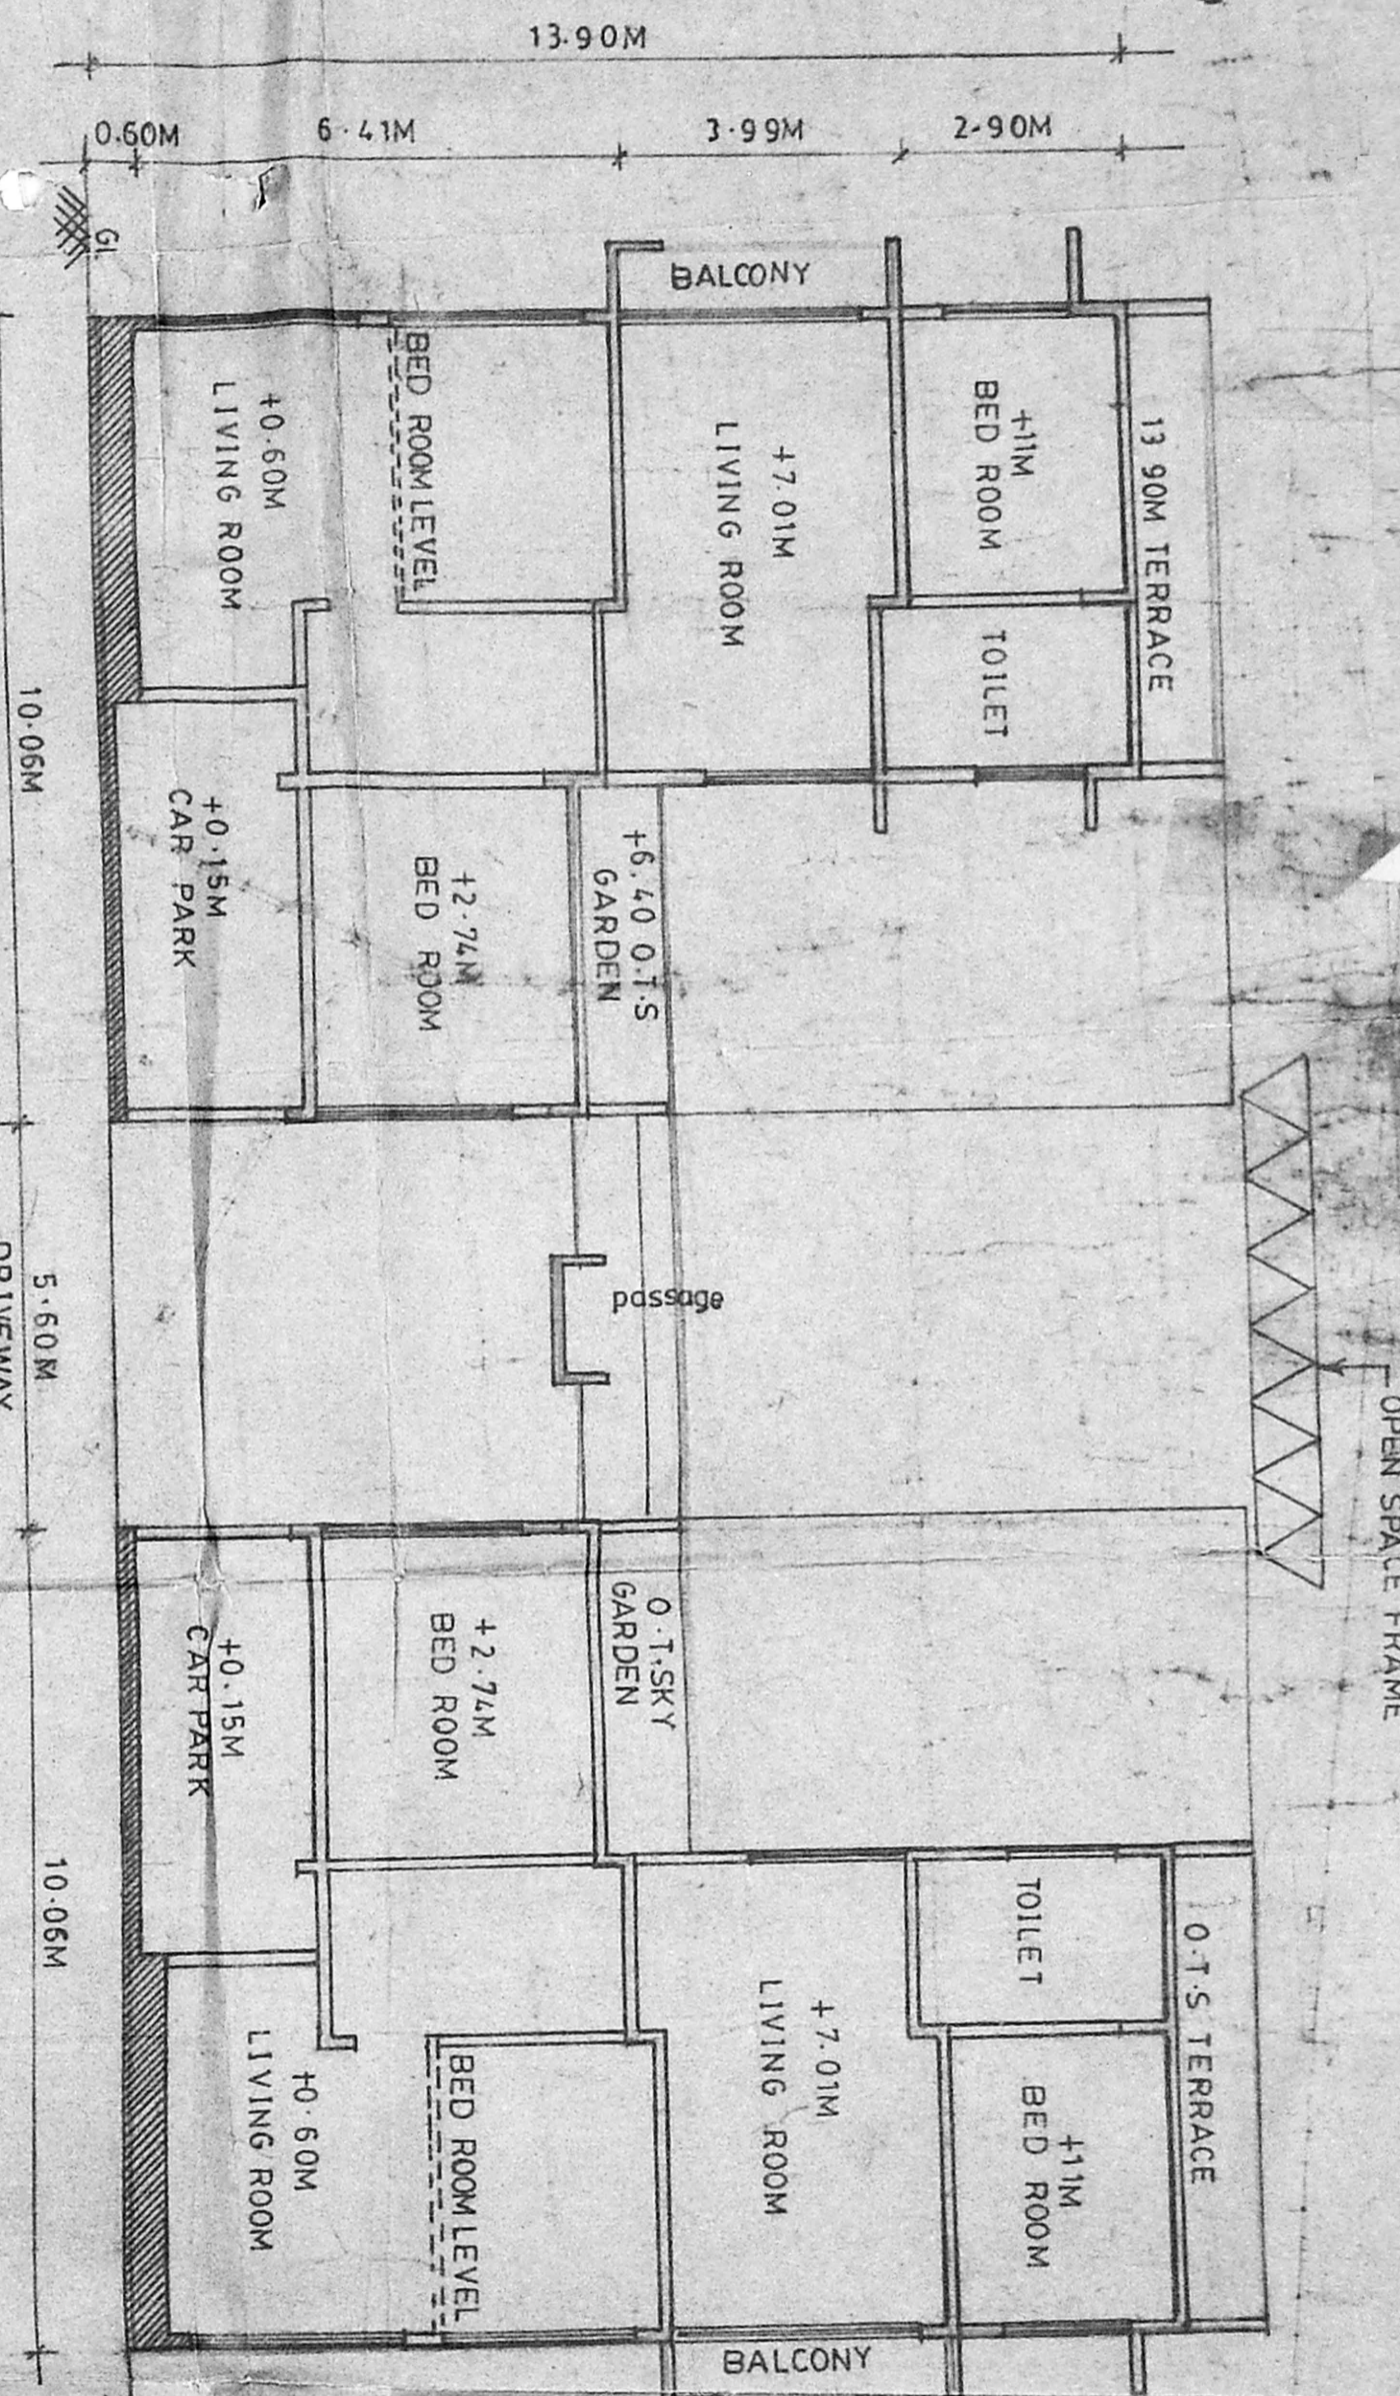 13.90M
0.60M
6.41M
3.99M
2.90M
GL
BALCONY
BED ROOM LEVEL
+0.60M
LIVING ROOM
+7.01M
LIVING ROOM
+11M
BED ROOM
13 90M TERRACE
TOILET
10.06M
+0.15M
CAR PARK
+2.74M
BED ROOM
+6.40 O.T.S
GARDEN
passage
5.60M
DRIVEWAY
OPEN SPACE FRAME
+0.15M
CAR PARK
+2.74M
BED ROOM
O.T.SKY
GARDEN
TOILET
O.T.S TERRACE
+7.01M
LIVING ROOM
+11M
BED ROOM
10.06M
+0.60M
LIVING ROOM
BED ROOM LEVEL
BALCONY